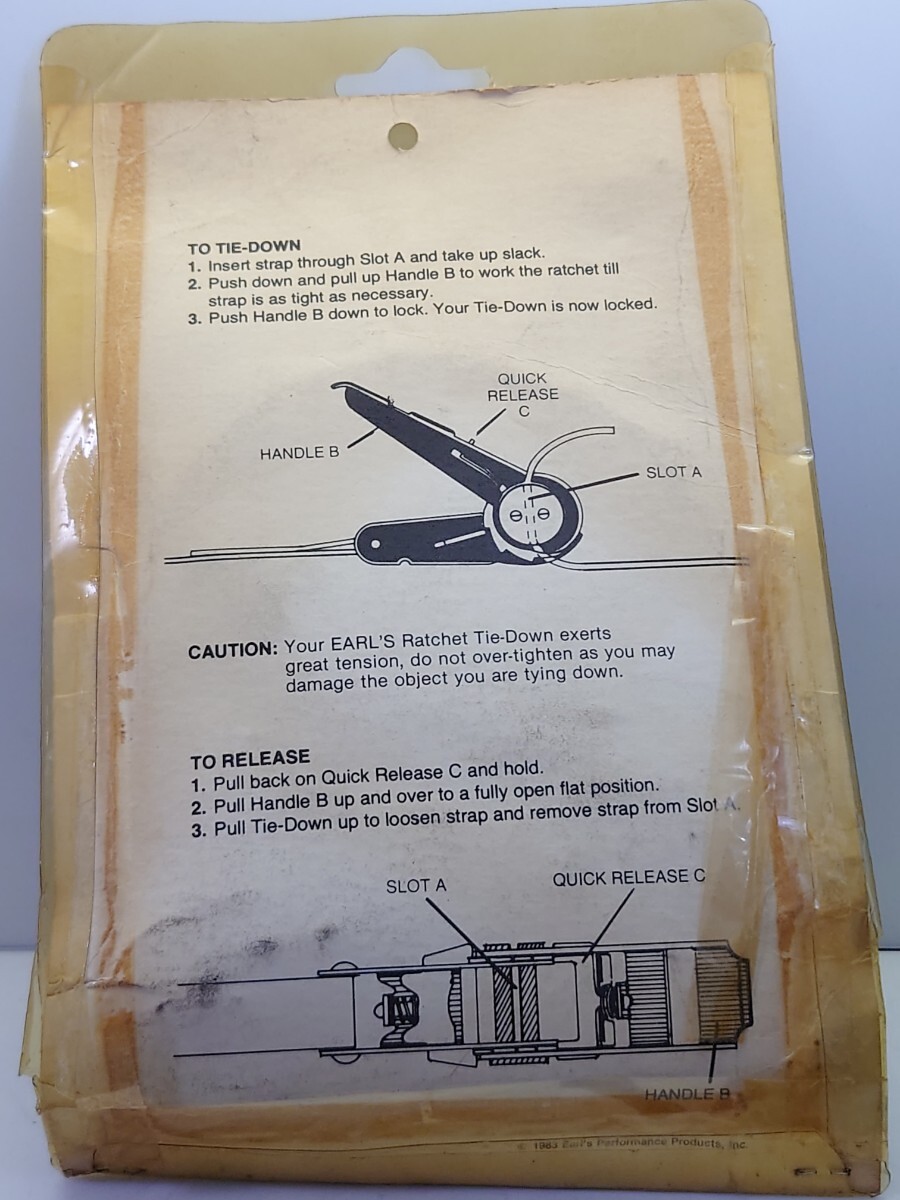 TO TIE-DOWN
1. Insert strap through Slot A and take up slack.
2. Push down and pull up Handle B to work the ratchet till
strap is as tight as necessary.
3. Push Handle B down to lock. Your Tie-Down is now locked.
QUICK
RELEASE
C
HANDLE B
SLOT A
CAUTION: Your EARL'S Ratchet Tie-Down exerts
great tension, do not over-tighten as you may
damage the object you are tying down.
TO RELEASE
1. Pull back on Quick Release C and hold.
2. Pull Handle B up and over to a fully open flat position.
3. Pull Tie-Down up to loosen strap and remove strap from Slot A.
SLOT A
QUICK RELEASE C
HANDLE B
© 1983 Earl's Performance Products, Inc.